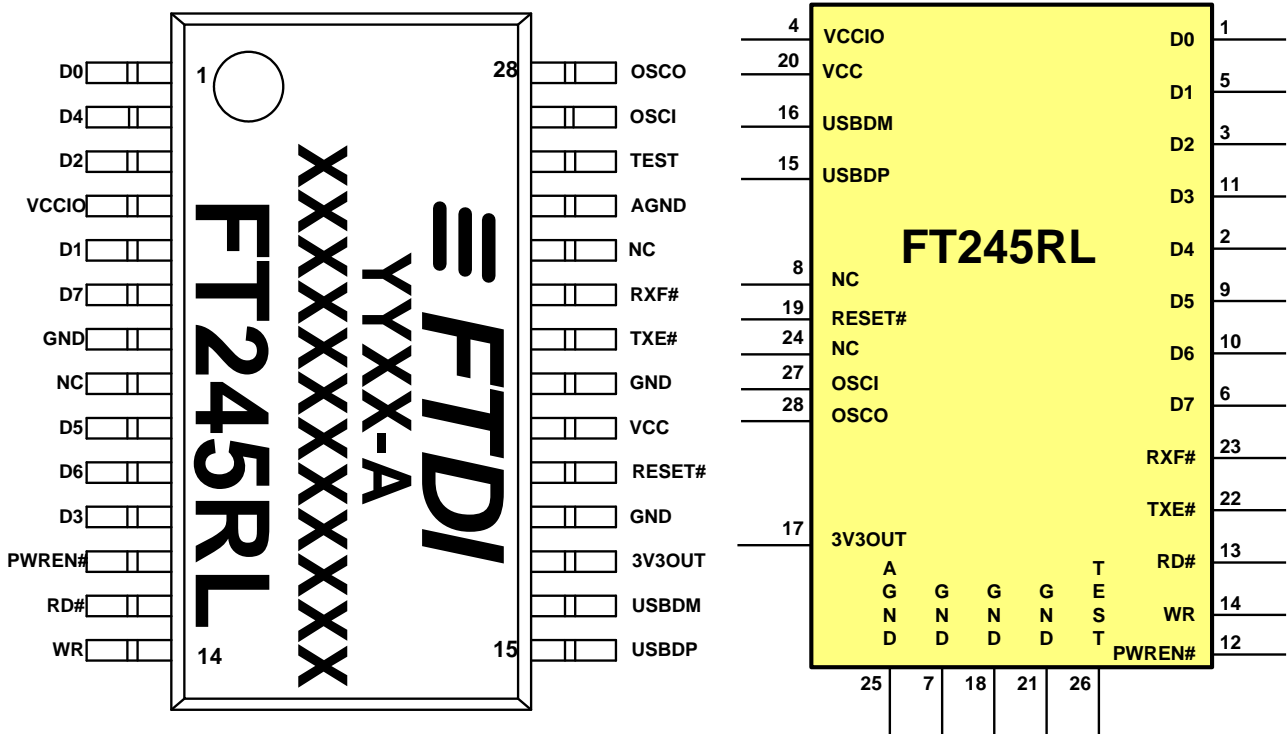 D0
D4
D2
VCCIO
D1
D7
GND
NC
D5
D6
D3
PWREN#
RD#
WR
1
28
14
15
FT245RL
XXXXXXXXXXXX
YYXX-A
FTDI
OSCO
OSCI
TEST
AGND
NC
RXF#
TXE#
GND
VCC
RESET#
GND
3V3OUT
USBDM
USBDP
4 VCCIO
20 VCC
16 USBDM
15 USBDP
8 NC
19 RESET#
24 NC
27 OSCI
28 OSCO
17 3V3OUT
FT245RL
D0 1
D1 5
D2 3
D3 11
D4 2
D5 9
D6 10
D7 6
RXF# 23
TXE# 22
RD# 13
WR 14
PWREN# 12
AGND
GND
GND
GND
TEST
25 7 18 21 26